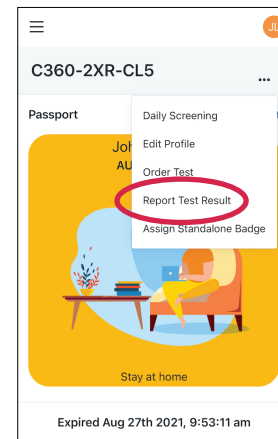 JL
C360-2XR-CL5
...
Passport
Daily Screening
Edit Profile
Order Test
Report Test Result
Assign Standalone Badge
Joh
AU
Stay at home
Expired Aug 27th 2021, 9:53:11 am